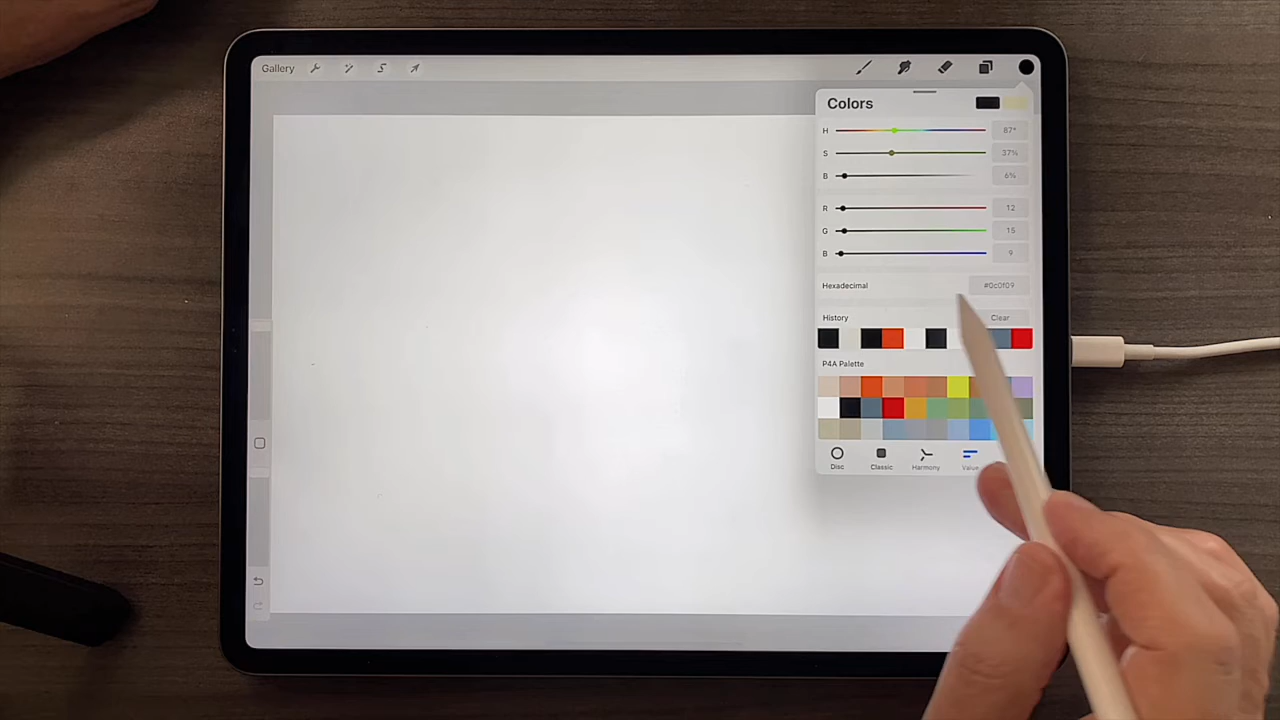 Gallery
Colors
H 87°
S 37%
B 6%
R 12
G 15
B 9
Hexadecimal #0c0f09
History Clear
P4A Palette
Disc Classic Harmony Value